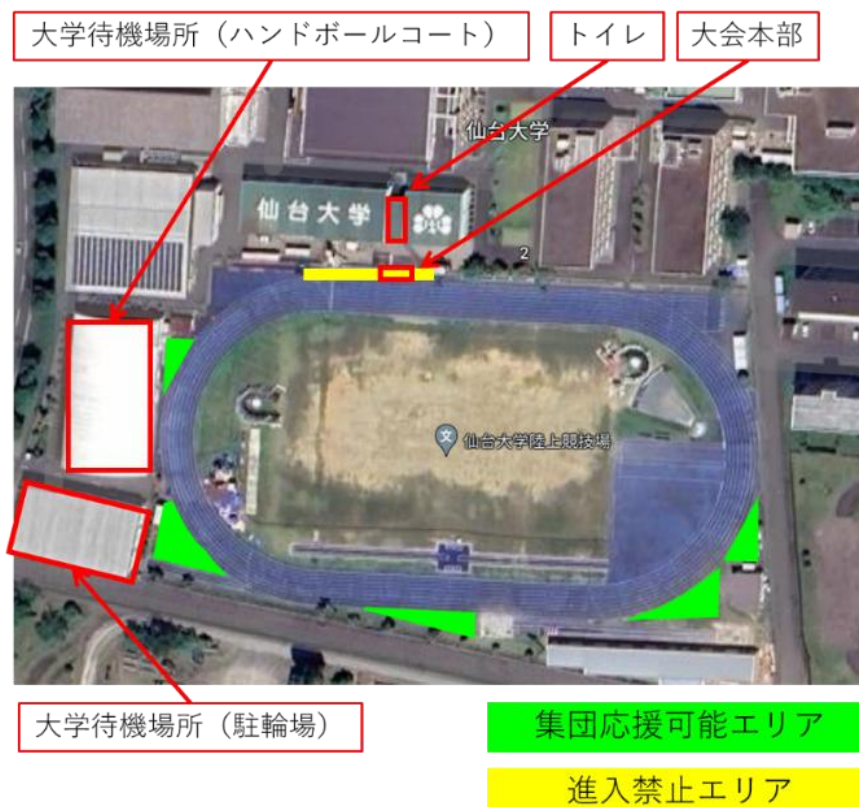 大学待機場所（ハンドボールコート）
トイレ
大会本部
仙台大学
仙台大学
2
文
仙台大学陸上競技場
大学待機場所（駐輪場）
集団応援可能エリア
進入禁止エリア